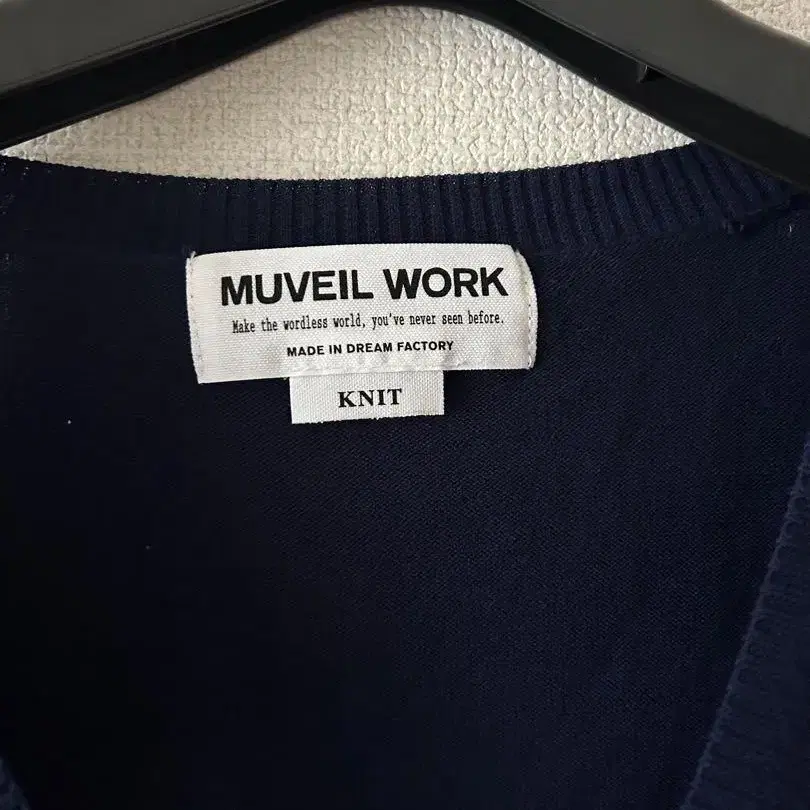 MUVEIL WORK
Make the wordless world, you've never seen before.
MADE IN DREAM FACTORY
KNIT